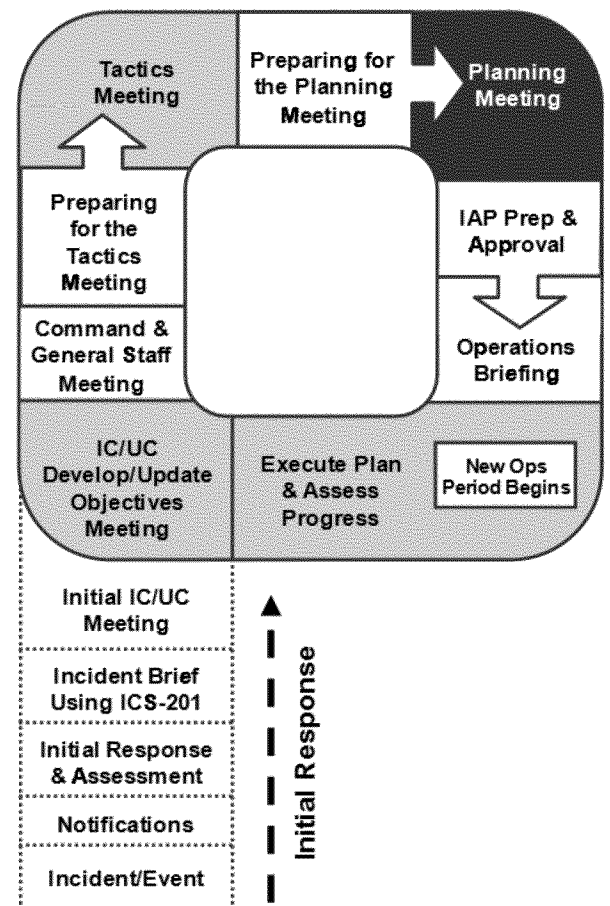 Tactics
Meeting
Preparing for
the Planning
Meeting
Planning
Meeting
Preparing
for the
Tactics
Meeting
IAP Prep &
Approval
Command &
General Staff
Meeting
Operations
Briefing
IC/UC
Develop/Update
Objectives
Meeting
Execute Plan
& Assess
Progress
New Ops
Period Begins
Initial IC/UC
Meeting
Incident Brief
Using ICS-201
Initial Response
& Assessment
Notifications
Incident/Event
Initial Response